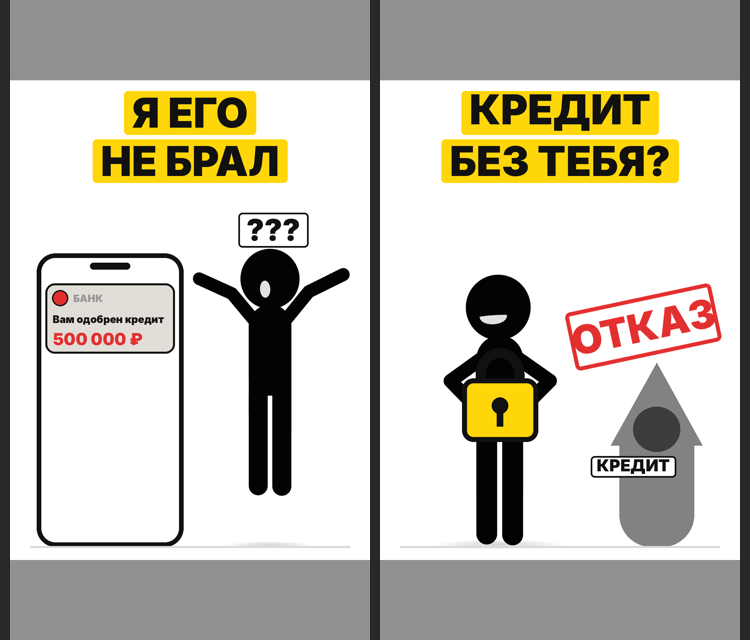 Я ЕГО
НЕ БРАЛ
???
БАНК
Вам одобрен кредит
500 000 ₽
КРЕДИТ
БЕЗ ТЕБЯ?
ОТКАЗ
КРЕДИТ